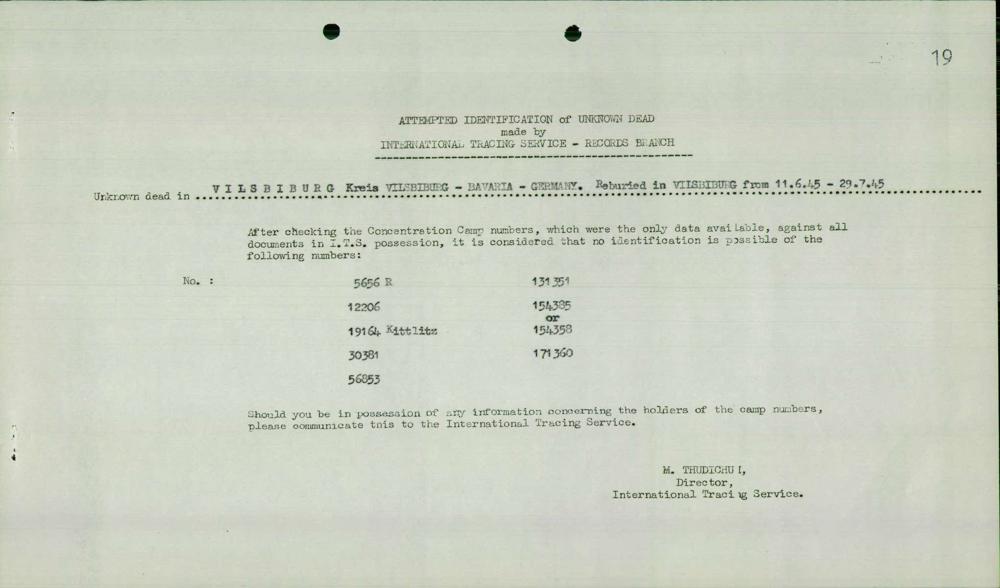 19
ATTEMPTED IDENTIFICATION of UNKNOWN DEAD
made by
INTERNATIONAL TRACING SERVICE - RECORDS BRANCH
Unknown dead in V I L S B I B U R G Kreis VILSBIBURG - BAVARIA - GERMANY. Reburied in VILSBIBURG from 11.6.45 - 29.7.45
After checking the Concentration Camp numbers, which were the only data available, against all
documents in I.T.S. possession, it is considered that no identification is possible of the
following numbers:
No. : 5656 R 131351
12206 154385
or
19164 Kittlitz 154358
30381 171360
56853
Should you be in possession of any information concerning the holders of the camp numbers,
please communicate this to the International Tracing Service.
M. THUDICHUM,
Director,
International Tracing Service.